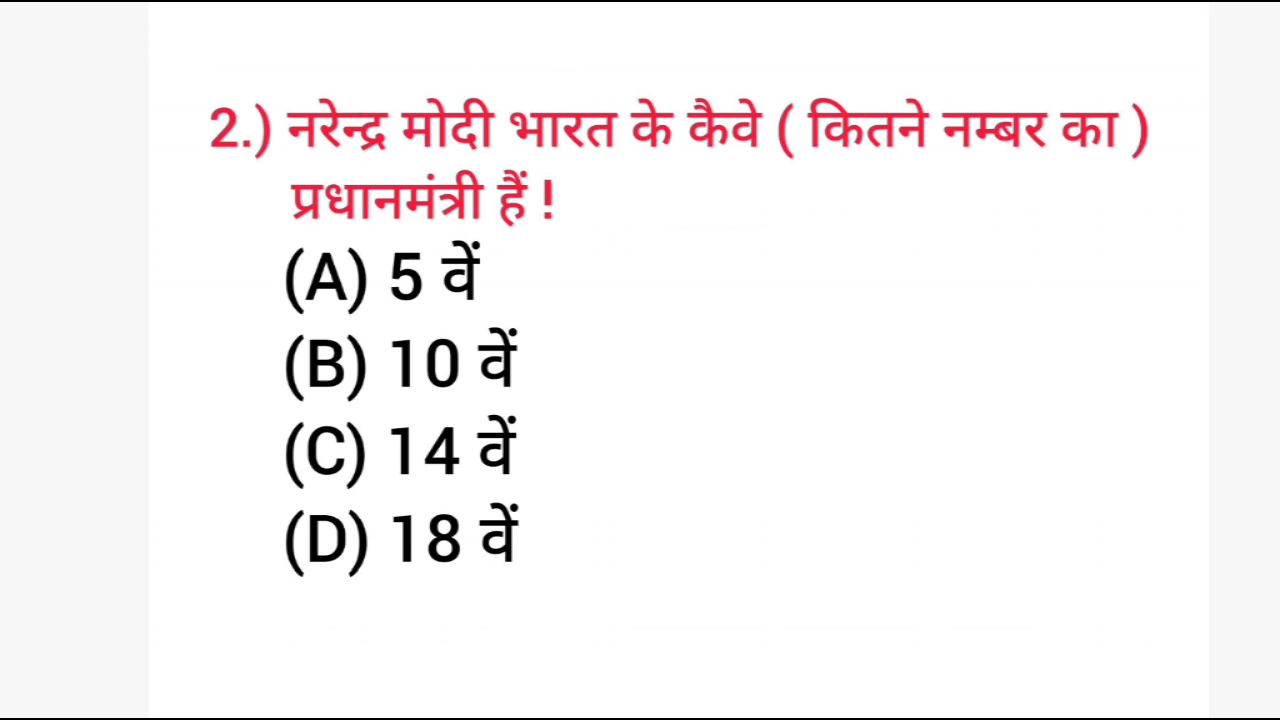 2.) नरेन्द्र मोदी भारत के कैवे ( कितने नम्बर का )
प्रधानमंत्री हैं !
(A) 5 वें
(B) 10 वें
(C) 14 वें
(D) 18 वें